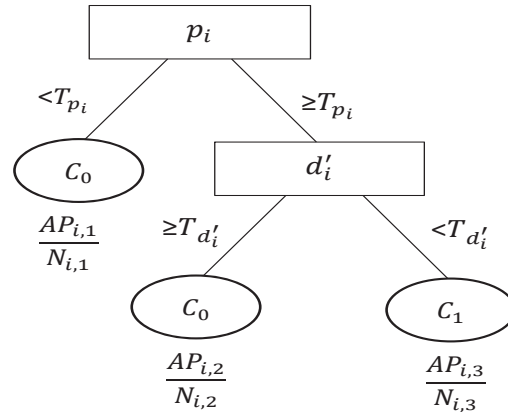 p_i
<T_{p_i} ≥T_{p_i}
C_0 d'_i
AP_{i,1}/N_{i,1} ≥T_{d'_i} <T_{d'_i}
C_0 C_1
AP_{i,2}/N_{i,2} AP_{i,3}/N_{i,3}